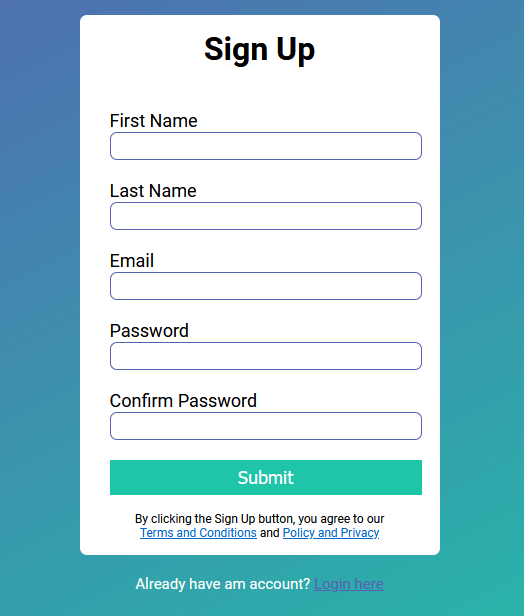 Sign Up
First Name
Last Name
Email
Password
Confirm Password
Submit
By clicking the Sign Up button, you agree to our
Terms and Conditions and Policy and Privacy
Already have am account? Login here